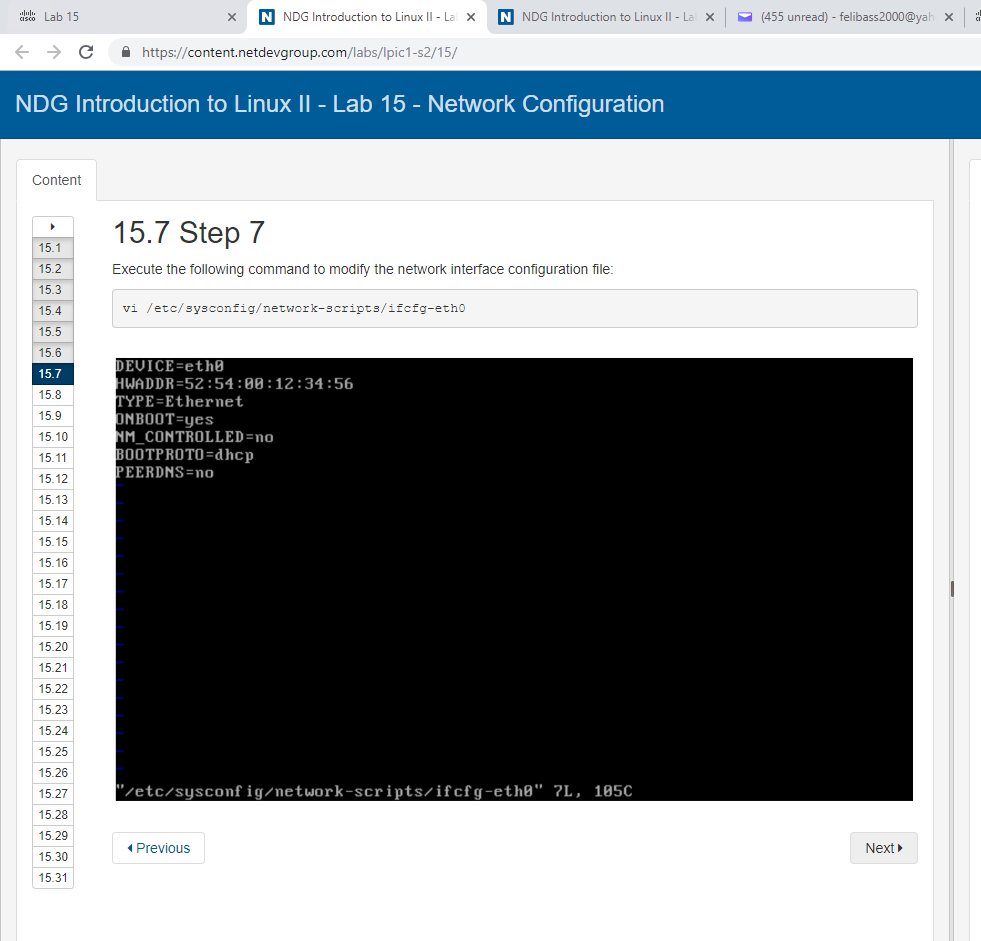 Lab 15
NDG Introduction to Linux II - La
NDG Introduction to Linux II - La
(455 unread) - felibass2000@yah
https://content.netdevgroup.com/labs/lpic1-s2/15/
NDG Introduction to Linux II - Lab 15 - Network Configuration
Content
15.1
15.2
15.3
15.4
15.5
15.6
15.7
15.8
15.9
15.10
15.11
15.12
15.13
15.14
15.15
15.16
15.17
15.18
15.19
15.20
15.21
15.22
15.23
15.24
15.25
15.26
15.27
15.28
15.29
15.30
15.31
15.7 Step 7
Execute the following command to modify the network interface configuration file:
vi /etc/sysconfig/network-scripts/ifcfg-eth0
DEVICE=eth0
HWADDR=52:54:00:12:34:56
TYPE=Ethernet
ONBOOT=yes
NM_CONTROLLED=no
BOOTPROTO=dhcp
PEERDNS=no
"/etc/sysconfig/network-scripts/ifcfg-eth0" 7L, 105C
Previous
Next